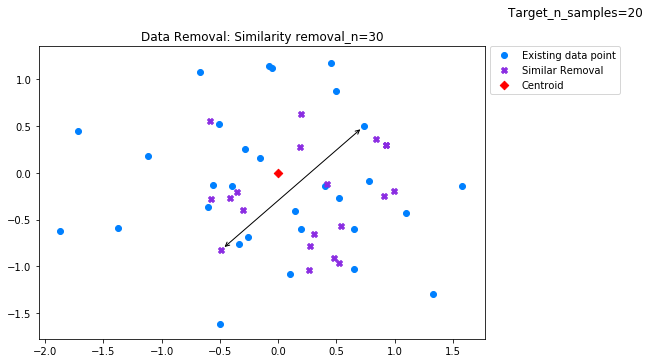 Target_n_samples=20
Data Removal: Similarity removal_n=30
Existing data point
Similar Removal
Centroid
1.0
0.5
0.0
−0.5
−1.0
−1.5
−2.0
−1.5
−1.0
−0.5
0.0
0.5
1.0
1.5